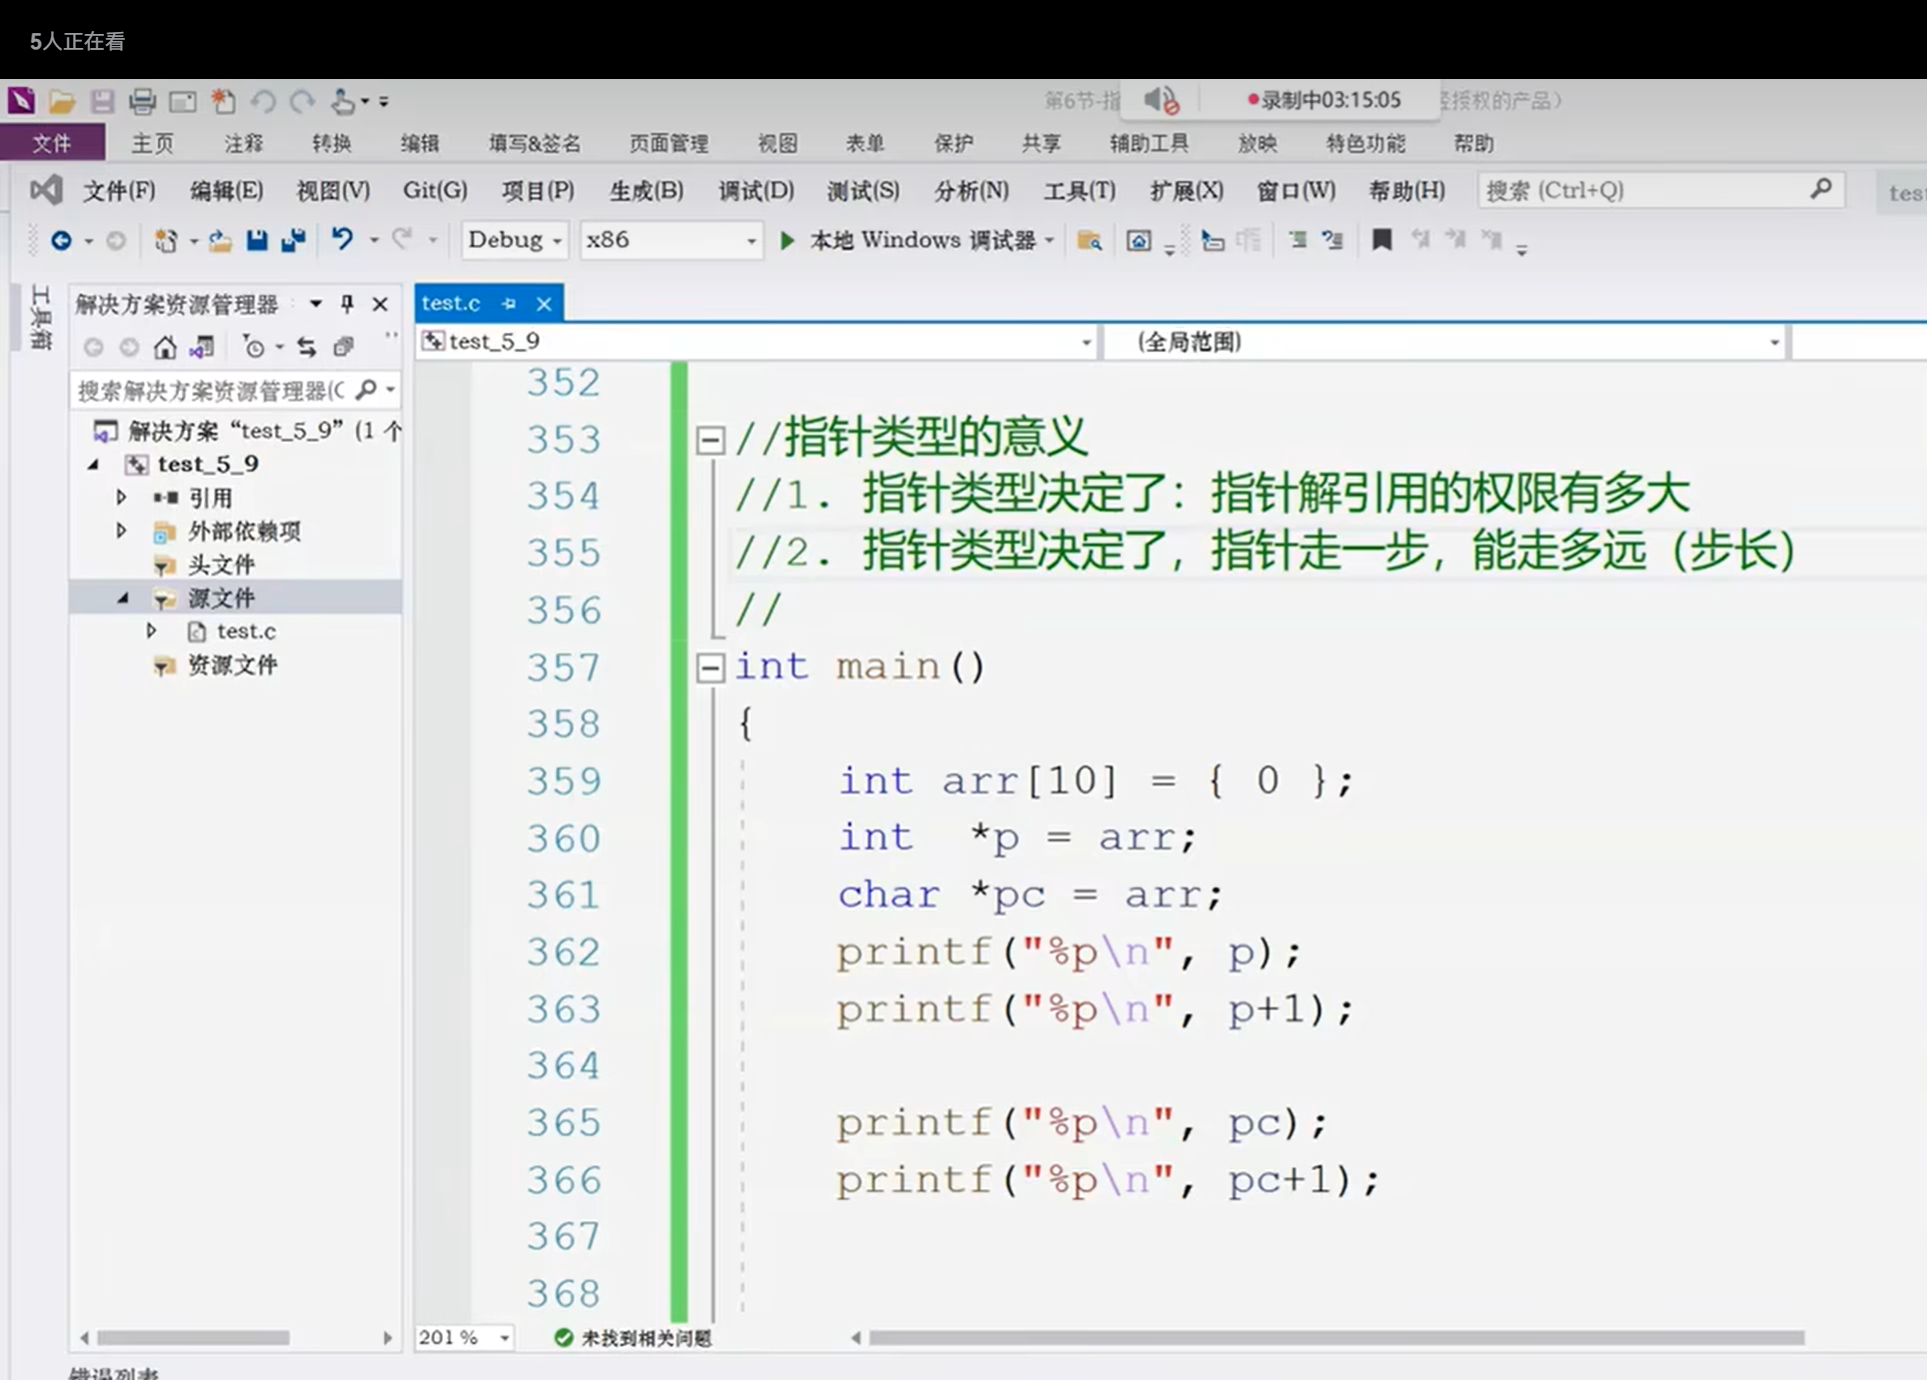 5人正在看
第6节-指
录制中03:15:05
授权的产品）
文件 主页 注释 转换 编辑 填写&签名 页面管理 视图 表单 保护 共享 辅助工具 放映 特色功能 帮助
文件(F) 编辑(E) 视图(V) Git(G) 项目(P) 生成(B) 调试(D) 测试(S) 分析(N) 工具(T) 扩展(X) 窗口(W) 帮助(H) 搜索 (Ctrl+Q) test
Debug x86 本地 Windows 调试器
工具箱
解决方案资源管理器
搜索解决方案资源管理器(C
解决方案 “test_5_9” (1 个
test_5_9
引用
外部依赖项
头文件
源文件
test.c
资源文件
test.c
test_5_9 (全局范围)
352
353 //指针类型的意义
354 //1. 指针类型决定了：指针解引用的权限有多大
355 //2. 指针类型决定了，指针走一步，能走多远（步长）
356 //
357 int main()
358 {
359 int arr[10] = { 0 };
360 int  *p = arr;
361 char *pc = arr;
362 printf("%p\n", p);
363 printf("%p\n", p+1);
364
365 printf("%p\n", pc);
366 printf("%p\n", pc+1);
367
368
201 % 未找到相关问题
错误列表